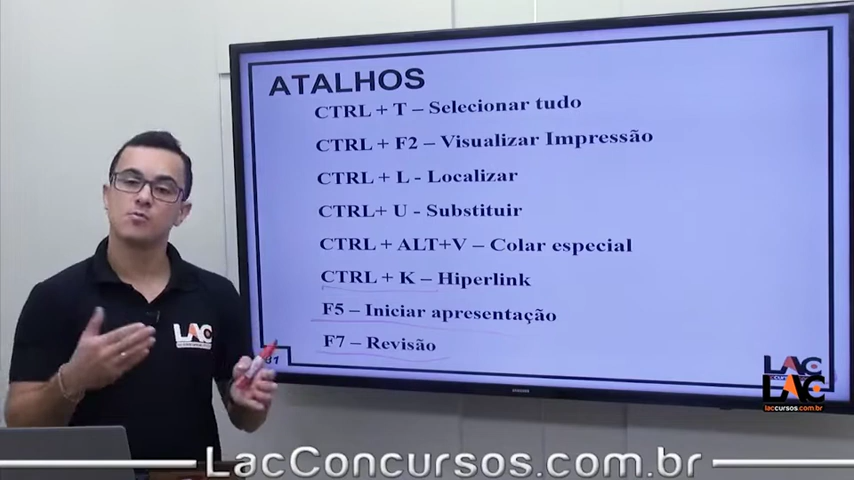 ATALHOS
CTRL + T – Selecionar tudo
CTRL + F2 – Visualizar Impressão
CTRL + L - Localizar
CTRL+ U - Substituir
CTRL + ALT+V – Colar especial
CTRL + K – Hiperlink
F5 – Iniciar apresentação
F7 – Revisão
LAC
LAC
LAC
laccursos.com.br
LacConcursos.com.br